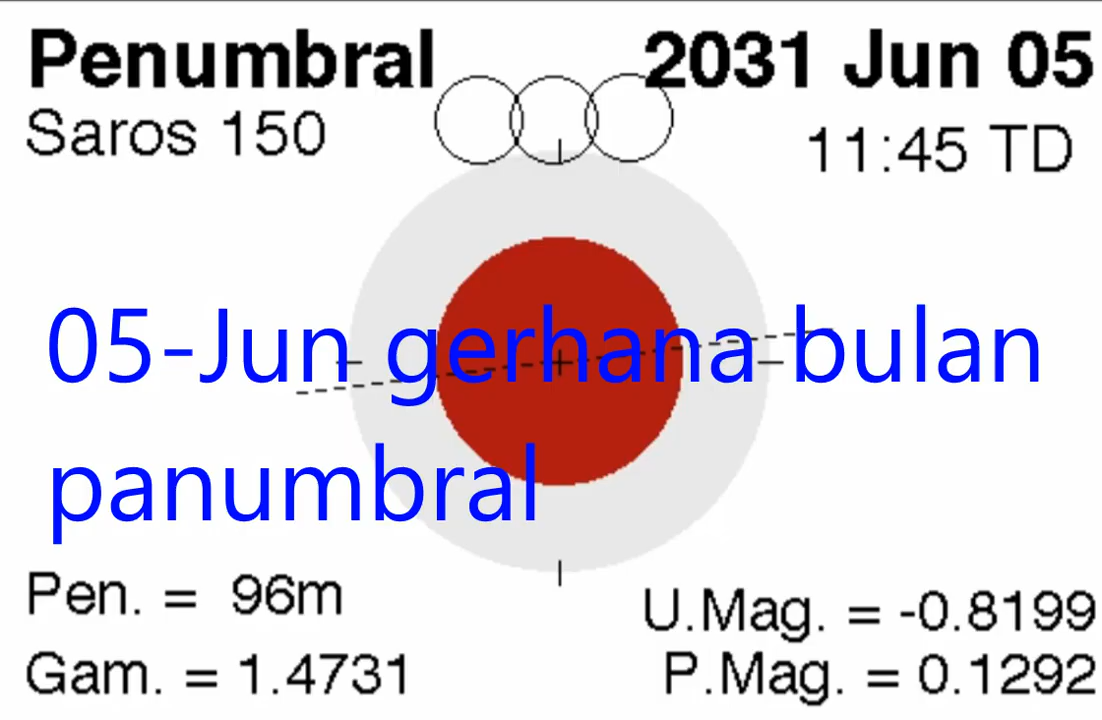 Penumbral
2031 Jun 05
Saros 150
11:45 TD
05-Jun gerhana bulan
panumbral
Pen. = 96m
U.Mag. = -0.8199
Gam. = 1.4731
P.Mag. = 0.1292